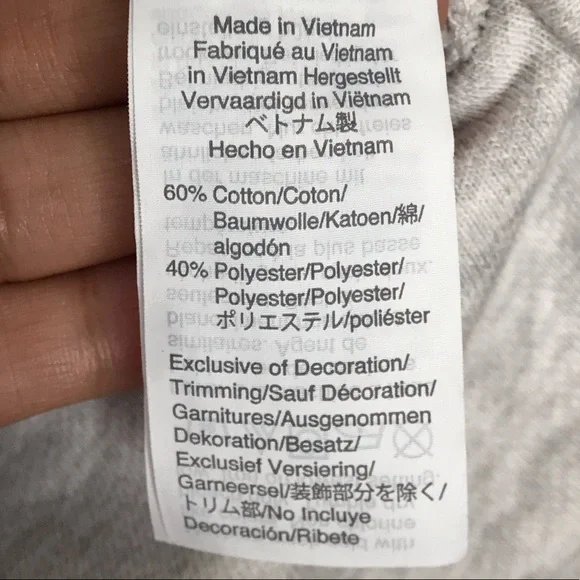 Made in Vietnam
Fabriqué au Vietnam
in Vietnam Hergestellt
Vervaardigd in Viëtnam
ベトナム製
Hecho en Vietnam
60% Cotton/Coton/
Baumwolle/Katoen/綿/
algodón
40% Polyester/Polyester/
Polyester/Polyester/
ポリエステル/poliéster
Exclusive of Decoration/
Trimming/Sauf Décoration/
Garnitures/Ausgenommen
Dekoration/Besatz/
Exclusief Versiering/
Garneersel/装飾部分を除く/
トリム部/No Incluye
Decoración/Ribete